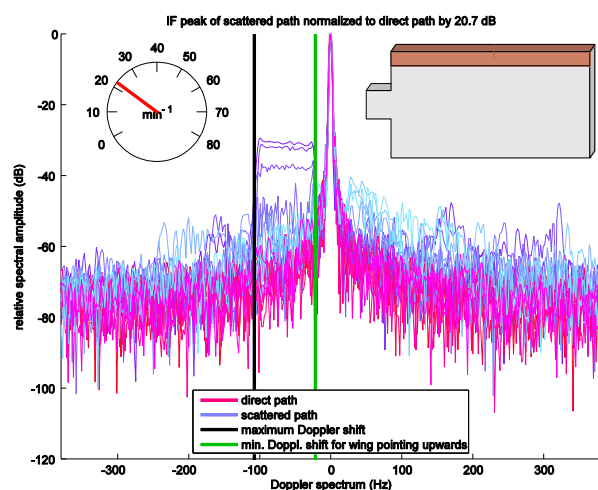 IF peak of scattered path normalized to direct path by 20.7 dB
0
-20
-40
-60
-80
-100
-120
relative spectral amplitude (dB)
0
10
20
30
40
50
60
70
80
min-1
direct path
scattered path
maximum Doppler shift
min. Doppl. shift for wing pointing upwards
-300
-200
-100
0
100
200
300
Doppler spectrum (Hz)